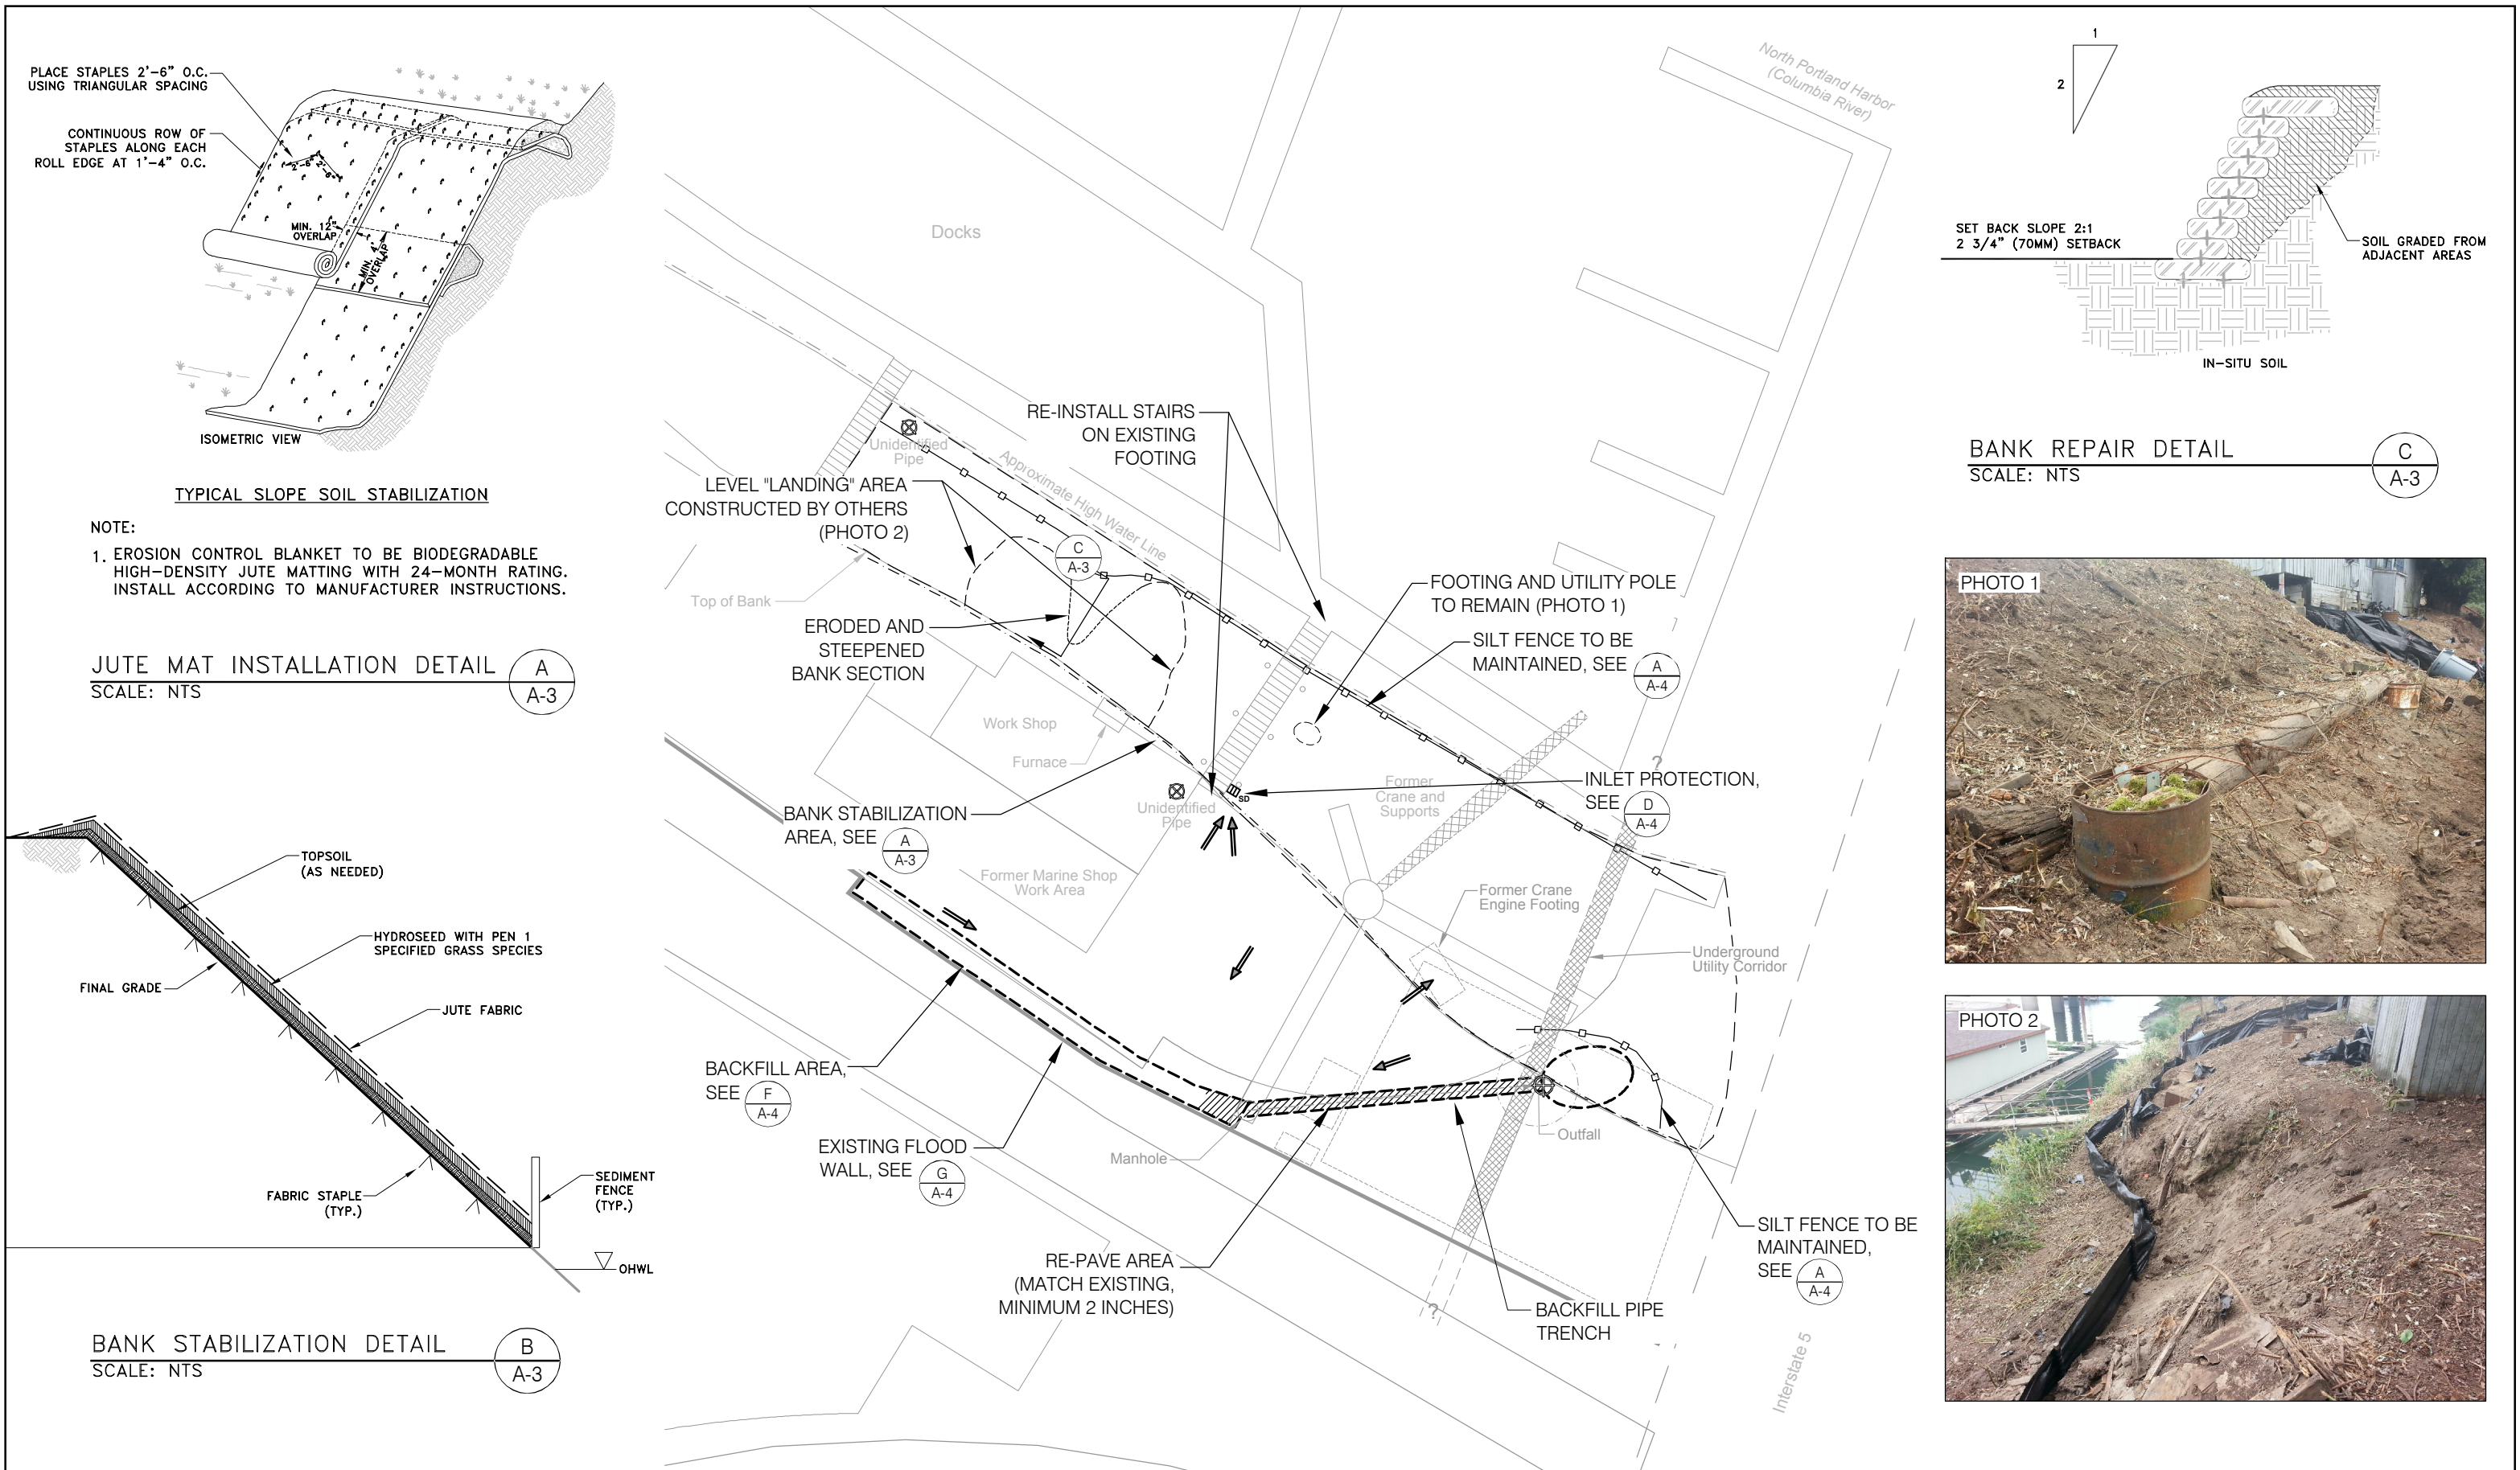 PLACE STAPLES 2'-6" O.C.
USING TRIANGULAR SPACING
CONTINUOUS ROW OF
STAPLES ALONG EACH
ROLL EDGE AT 1'-4" O.C.
2'-6"
2'-6"
MIN. 12"
OVERLAP
MIN. 4'
OVERLAP
ISOMETRIC VIEW
TYPICAL SLOPE SOIL STABILIZATION
NOTE:
1. EROSION CONTROL BLANKET TO BE BIODEGRADABLE
HIGH-DENSITY JUTE MATTING WITH 24-MONTH RATING.
INSTALL ACCORDING TO MANUFACTURER INSTRUCTIONS.
JUTE MAT INSTALLATION DETAIL
SCALE: NTS
A
A-3
TOPSOIL
(AS NEEDED)
HYDROSEED WITH PEN 1
SPECIFIED GRASS SPECIES
FINAL GRADE
JUTE FABRIC
FABRIC STAPLE
(TYP.)
SEDIMENT
FENCE
(TYP.)
OHWL
BANK STABILIZATION DETAIL
SCALE: NTS
B
A-3
North Portland Harbor
(Columbia River)
Docks
RE-INSTALL STAIRS
ON EXISTING
FOOTING
Unidentified
Pipe
Approximate High Water Line
LEVEL "LANDING" AREA
CONSTRUCTED BY OTHERS
(PHOTO 2)
C
A-3
FOOTING AND UTILITY POLE
TO REMAIN (PHOTO 1)
Top of Bank
ERODED AND
STEEPENED
BANK SECTION
SILT FENCE TO BE
MAINTAINED, SEE
A
A-4
Work Shop
Furnace
?
INLET PROTECTION,
SEE
D
A-4
SD
Former
Crane and
Supports
Unidentified
Pipe
BANK STABILIZATION
AREA, SEE
A
A-3
Former Marine Shop
Work Area
Former Crane
Engine Footing
Underground
Utility Corridor
BACKFILL AREA,
SEE
F
A-4
EXISTING FLOOD
WALL, SEE
G
A-4
Manhole
Outfall
RE-PAVE AREA
(MATCH EXISTING,
MINIMUM 2 INCHES)
?
BACKFILL PIPE
TRENCH
SILT FENCE TO BE
MAINTAINED,
SEE
A
A-4
Interstate 5
1
2
SET BACK SLOPE 2:1
2 3/4" (70MM) SETBACK
SOIL GRADED FROM
ADJACENT AREAS
IN-SITU SOIL
BANK REPAIR DETAIL
SCALE: NTS
C
A-3
PHOTO 1
PHOTO 2